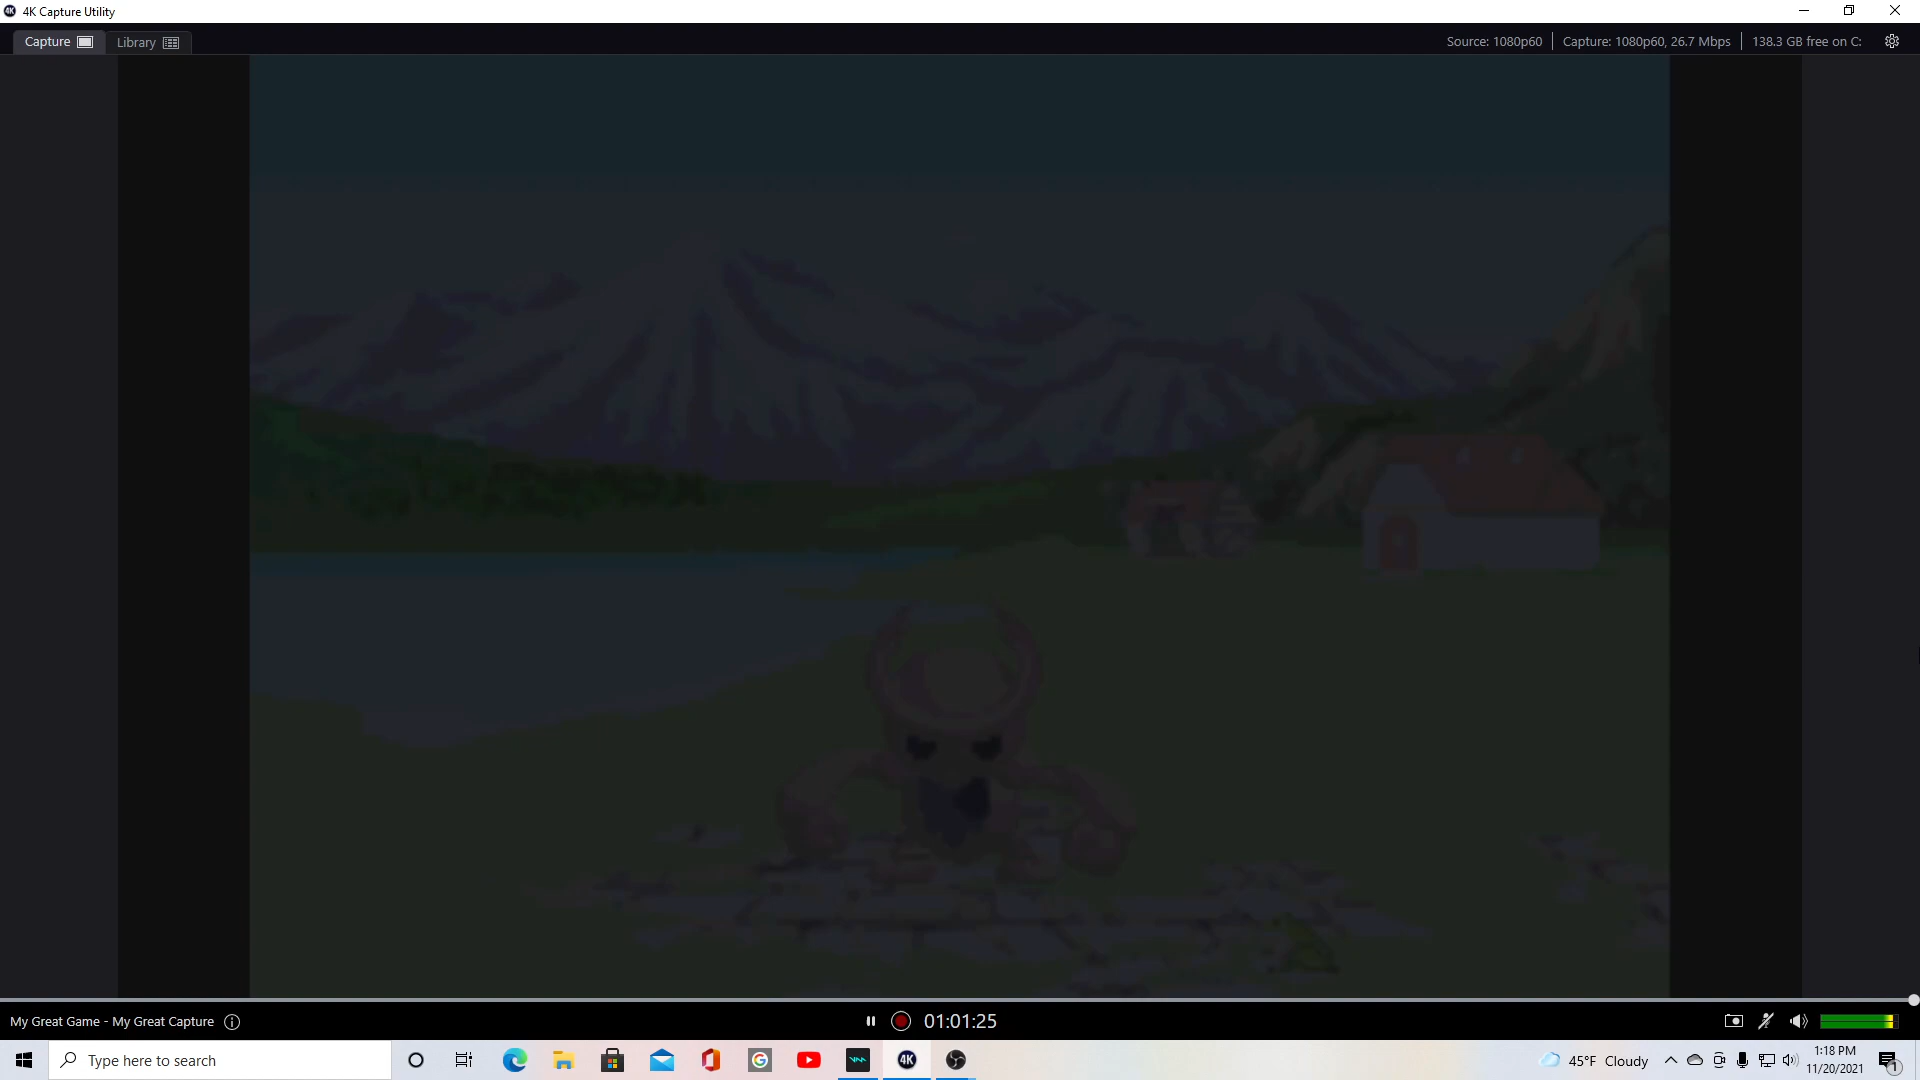 4K Capture Utility
Capture
Library
Source: 1080p60
Capture: 1080p60, 26.7 Mbps
138.3 GB free on C:
My Great Game - My Great Capture
01:01:25
Type here to search
4K
45°F Cloudy
1:18 PM
11/20/2021
1